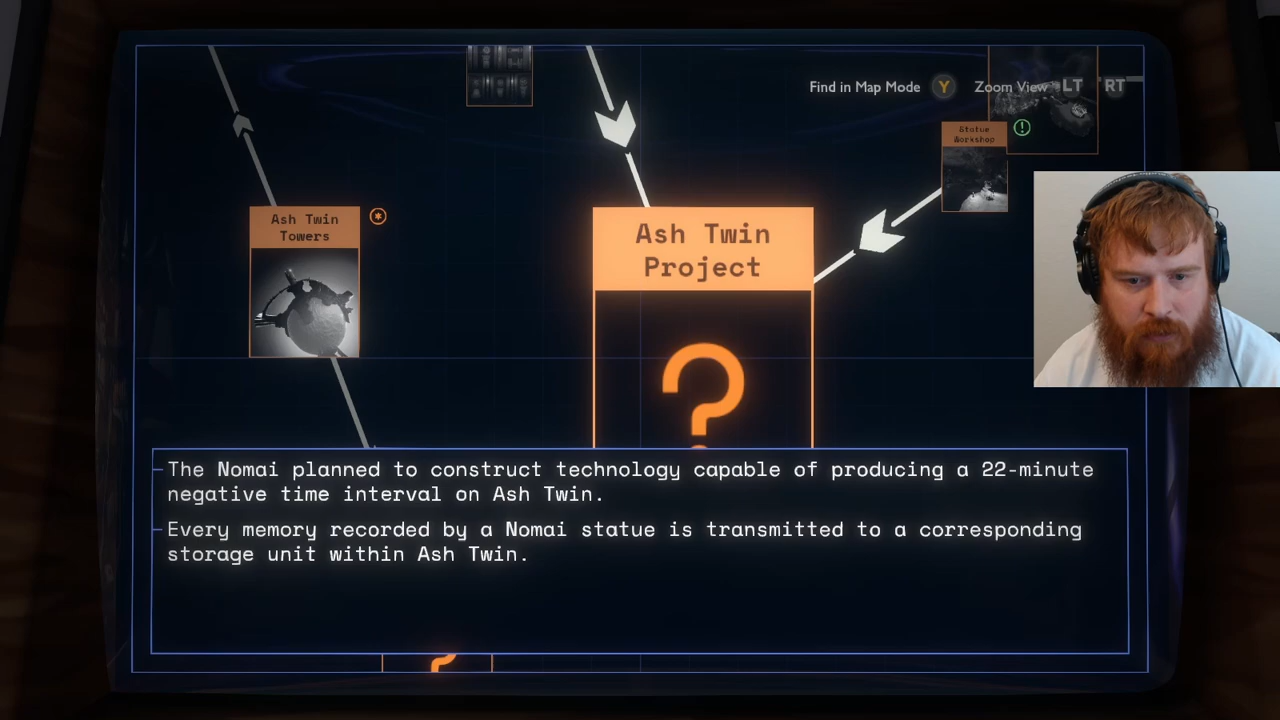 Find in Map Mode Y Zoom View LT RT
Statue
Workshop
Ash Twin
Towers
Ash Twin
Project
?
The Nomai planned to construct technology capable of producing a 22-minute
negative time interval on Ash Twin.
Every memory recorded by a Nomai statue is transmitted to a corresponding
storage unit within Ash Twin.
?